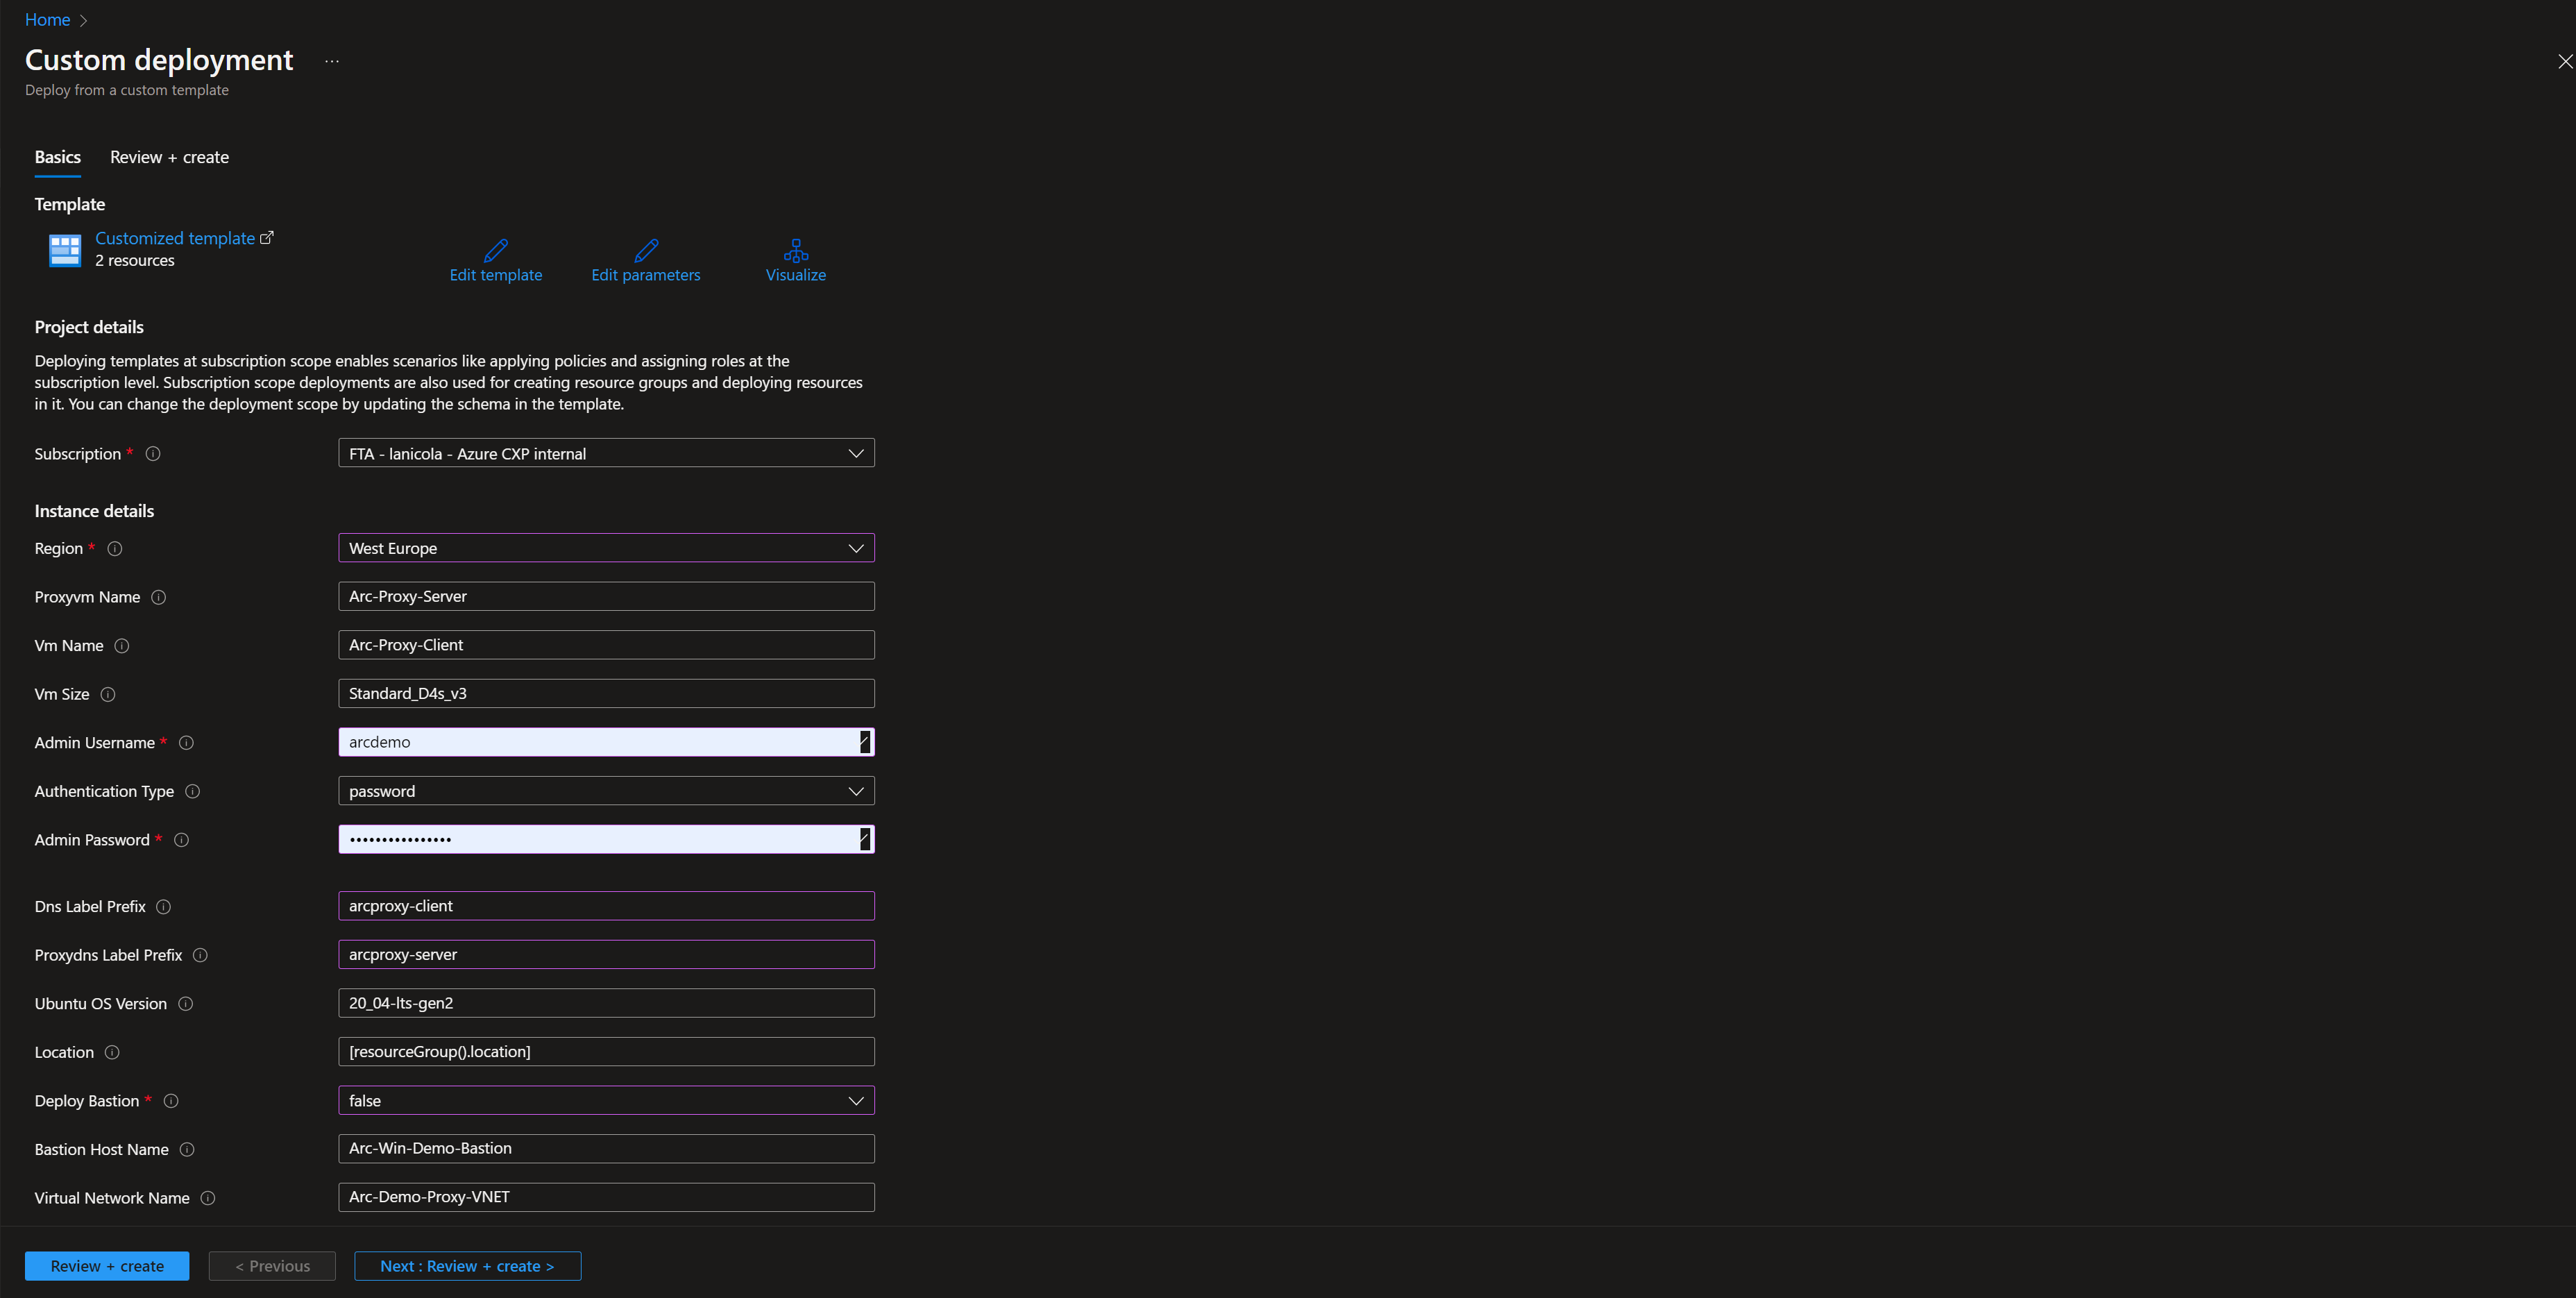 Home >
Custom deployment ...
Deploy from a custom template
Basics Review + create
Template
Customized template
2 resources
Edit template Edit parameters Visualize
Project details
Deploying templates at subscription scope enables scenarios like applying policies and assigning roles at the
subscription level. Subscription scope deployments are also used for creating resource groups and deploying resources
in it. You can change the deployment scope by updating the schema in the template.
Subscription * FTA - lanicola - Azure CXP internal
Instance details
Region * West Europe
Proxyvm Name Arc-Proxy-Server
Vm Name Arc-Proxy-Client
Vm Size Standard_D4s_v3
Admin Username * arcdemo
Authentication Type password
Admin Password * ••••••••••••••••
Dns Label Prefix arcproxy-client
Proxydns Label Prefix arcproxy-server
Ubuntu OS Version 20_04-lts-gen2
Location [resourceGroup().location]
Deploy Bastion * false
Bastion Host Name Arc-Win-Demo-Bastion
Virtual Network Name Arc-Demo-Proxy-VNET
Review + create < Previous Next : Review + create >